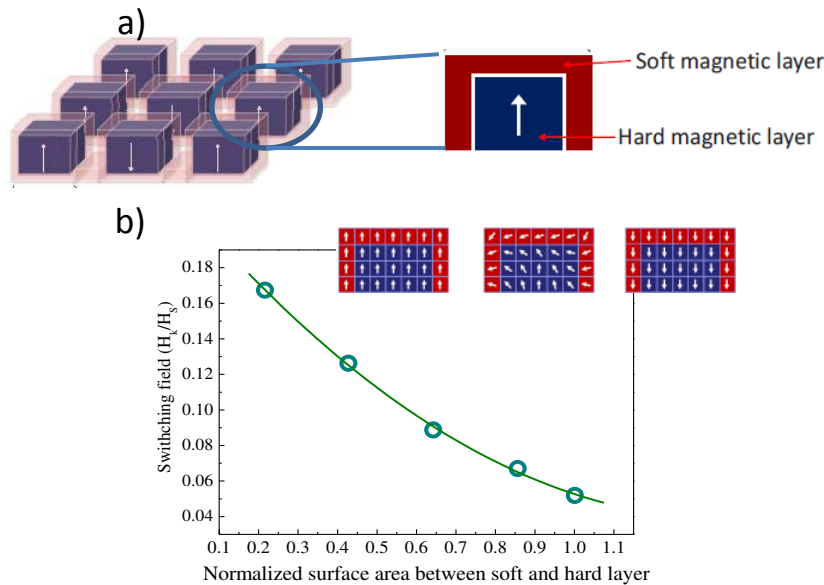 a)
Soft magnetic layer
Hard magnetic layer
b)
Swithching field (H_k/H_S)
0.18
0.16
0.14
0.12
0.10
0.08
0.06
0.04
0.1 0.2 0.3 0.4 0.5 0.6 0.7 0.8 0.9 1.0 1.1
Normalized surface area between soft and hard layer